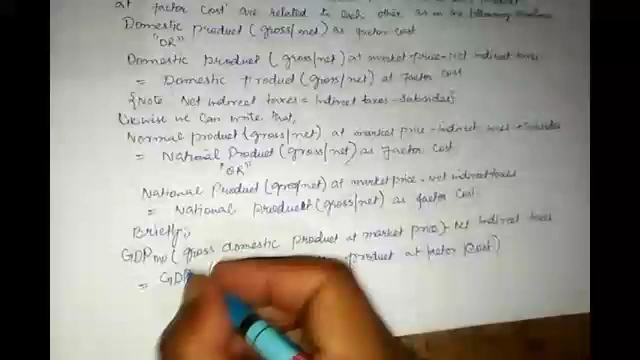 at factor cost are related to each other as in the following
Domestic product (gross/net) as factor cost
"OR"
Domestic product (gross/net) at market price - Net indirect taxes
= Domestic Product (gross/net) at factor cost
{Note Net indirect taxes = Indirect taxes - Subsidies}
Likewise we can write that,
Normal product (gross/net) at market price - indirect taxes +
= National Product (gross/net) as Factor cost
"OR"
National Product (gross/net) at market price - Net indirect taxes
= National product (gross/net) as factor cost.
Briefly,
GDPmp (gross domestic product at market price) - Net indirect taxes
= GDP product at factor cost)